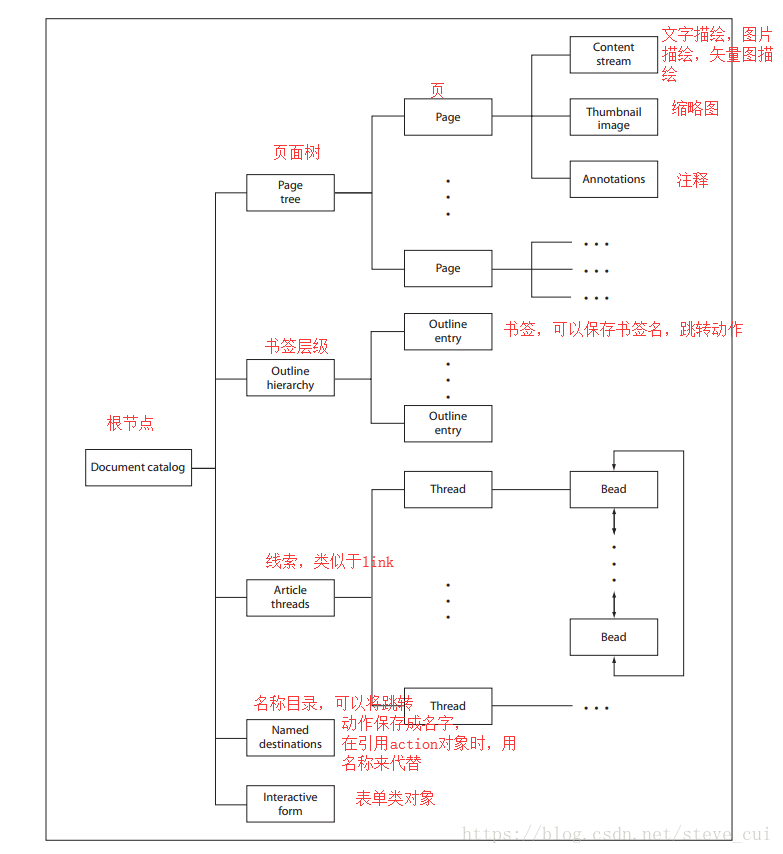 Content
stream
文字描绘，图片
描绘，矢量图描
绘
页
Page
Thumbnail
image
缩略图
页面树
Page
tree
Annotations
注释
Page
Outline
entry
书签，可以保存书签名，跳转动作
书签层级
Outline
hierarchy
Outline
entry
根节点
Document catalog
Thread
Bead
线索，类似于link
Article
threads
Bead
名称目录，可以将跳转
动作保存成名字，
在引用action对象时，用
名称来代替
Thread
Named
destinations
Interactive
form
表单类对象
https://blog.csdn.net/steve_cui